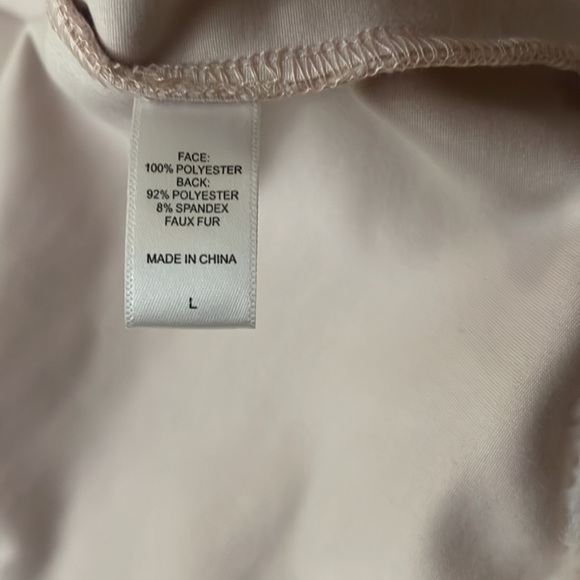 FACE:
100% POLYESTER
BACK:
92% POLYESTER
8% SPANDEX
FAUX FUR
MADE IN CHINA
L